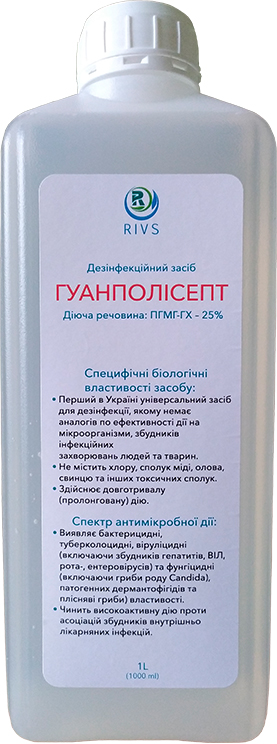 R
RIVS
Дезінфекційний засіб
ГУАНПОЛІСЕПТ
Діюча речовина: ПГМГ-ГХ – 25%
Специфічні біологічні
властивості засобу:
• Перший в Україні універсальний засіб
для дезінфекції, якому немає
аналогів по ефективності дії на
мікроорганізми, збудників
інфекційних
захворювань людей та тварин.
• Не містить хлору, сполук міді, олова,
свинцю та інших токсичних сполук.
• Здійснює довготривалу
(пролонговану) дію.
Спектр антимікробної дії:
• Виявляє бактерицидні,
туберколоцидні, віруліцидні
(включаючи збудників гепатитів, ВІЛ,
рота-, ентеровірусів) та фунгіцидні
(включаючи гриби роду Candida),
патогенних дермантофігідів та
плісняві гриби) властивості.
• Чинить високоактивну дію проти
асоціацій збудників внутрішньо
лікарняних інфекцій.
1L
(1000 ml)